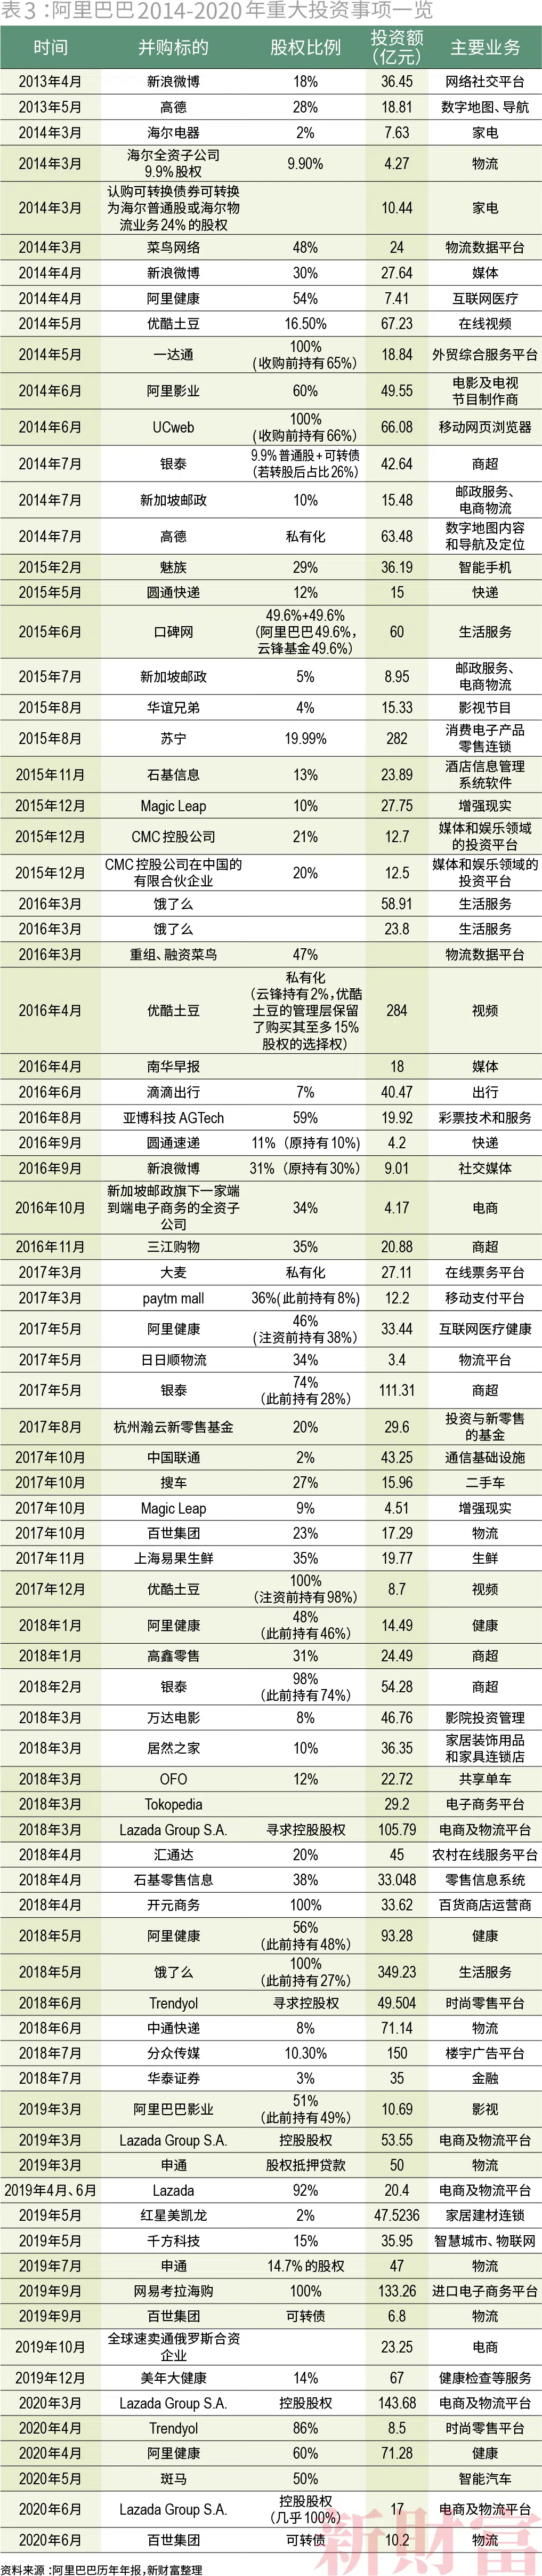 表3:阿里巴巴2014-2020年重大投资事项一览
时间 并购标的 股权比例 投资额（亿元） 主要业务
2013年4月 新浪微博 18% 36.45 网络社交平台
2013年5月 高德 28% 18.81 数字地图、导航
2014年3月 海尔电器 2% 7.63 家电
2014年3月 海尔全资子公司9.9%股权 9.90% 4.27 物流
2014年3月 认购可转换债券可转换为海尔普通股或海尔物流业务24%的股权 10.44 家电
2014年3月 菜鸟网络 48% 24 物流数据平台
2014年4月 新浪微博 30% 27.64 媒体
2014年4月 阿里健康 54% 7.41 互联网医疗
2014年5月 优酷土豆 16.50% 67.23 在线视频
2014年5月 一达通 100%（收购前持有65%） 18.84 外贸综合服务平台
2014年6月 阿里影业 60% 49.55 电影及电视节目制作商
2014年6月 UCweb 100%（收购前持有66%） 66.08 移动网页浏览器
2014年7月 银泰 9.9%普通股+可转债（若转股后占比26%） 42.64 商超
2014年7月 新加坡邮政 10% 15.48 邮政服务、电商物流
2014年7月 高德 私有化 63.48 数字地图内容和导航及定位
2015年2月 魅族 29% 36.19 智能手机
2015年5月 圆通快递 12% 15 快递
2015年6月 口碑网 49.6%+49.6%（阿里巴巴49.6%，云锋基金49.6%） 60 生活服务
2015年7月 新加坡邮政 5% 8.95 邮政服务、电商物流
2015年8月 华谊兄弟 4% 15.33 影视节目
2015年8月 苏宁 19.99% 282 消费电子产品零售连锁
2015年11月 石基信息 13% 23.89 酒店信息管理系统软件
2015年12月 Magic Leap 10% 27.75 增强现实
2015年12月 CMC控股公司 21% 12.7 媒体和娱乐领域的投资平台
2015年12月 CMC控股公司在中国的有限合伙企业 20% 12.5 媒体和娱乐领域的投资平台
2016年3月 饿了么 58.91 生活服务
2016年3月 饿了么 23.8 生活服务
2016年3月 重组、融资菜鸟 47% 物流数据平台
2016年4月 优酷土豆 私有化（云锋持有2%，优酷土豆的管理层保留了购买其至多15%股权的选择权） 284 视频
2016年4月 南华早报 18 媒体
2016年6月 滴滴出行 7% 40.47 出行
2016年8月 亚博科技AGTech 59% 19.92 彩票技术和服务
2016年9月 圆通速递 11%（原持有10%） 4.2 快递
2016年9月 新浪微博 31%（原持有30%） 9.01 社交媒体
2016年10月 新加坡邮政旗下一家端到端电子商务的全资子公司 34% 4.17 电商
2016年11月 三江购物 35% 20.88 商超
2017年3月 大麦 私有化 27.11 在线票务平台
2017年3月 paytm mall 36%(此前持有8%) 12.2 移动支付平台
2017年5月 阿里健康 46%（注资前持有38%） 33.44 互联网医疗健康
2017年5月 日日顺物流 34% 3.4 物流平台
2017年5月 银泰 74%（此前持有28%） 111.31 商超
2017年8月 杭州瀚云新零售基金 20% 29.6 投资与新零售的基金
2017年10月 中国联通 2% 43.25 通信基础设施
2017年10月 搜车 27% 15.96 二手车
2017年10月 Magic Leap 9% 4.51 增强现实
2017年10月 百世集团 23% 17.29 物流
2017年11月 上海易果生鲜 35% 19.77 生鲜
2017年12月 优酷土豆 100%（注资前持有98%） 8.7 视频
2018年1月 阿里健康 48%（此前持有46%） 14.49 健康
2018年1月 高鑫零售 31% 24.49 商超
2018年2月 银泰 98%（此前持有74%） 54.28 商超
2018年3月 万达电影 8% 46.76 影院投资管理
2018年3月 居然之家 10% 36.35 家居装饰用品和家具连锁店
2018年3月 OFO 12% 22.72 共享单车
2018年3月 Tokopedia 29.2 电子商务平台
2018年3月 Lazada Group S.A. 寻求控股股权 105.79 电商及物流平台
2018年4月 汇通达 20% 45 农村在线服务平台
2018年4月 石基零售信息 38% 33.048 零售信息系统
2018年4月 开元商务 100% 33.62 百货商店运营商
2018年5月 阿里健康 56%（此前持有48%） 93.28 健康
2018年5月 饿了么 100%（此前持有27%） 349.23 生活服务
2018年6月 Trendyol 寻求控股权 49.504 时尚零售平台
2018年6月 中通快递 8% 71.14 物流
2018年7月 分众传媒 10.30% 150 楼宇广告平台
2018年7月 华泰证券 3% 35 金融
2019年3月 阿里巴巴影业 51%（此前持有49%） 10.69 影视
2019年3月 Lazada Group S.A. 控股股权 53.55 电商及物流平台
2019年3月 申通 股权抵押贷款 50 物流
2019年4月、6月 Lazada 92% 20.4 电商及物流平台
2019年5月 红星美凯龙 2% 47.5236 家居建材连锁
2019年5月 千方科技 15% 35.95 智慧城市、物联网
2019年7月 申通 14.7%的股权 47 物流
2019年9月 网易考拉海购 100% 133.26 进口电子商务平台
2019年9月 百世集团 可转债 6.8 物流
2019年10月 全球速卖通俄罗斯合资企业 23.25 电商
2019年12月 美年大健康 14% 67 健康检查等服务
2020年3月 Lazada Group S.A. 控股股权 143.68 电商及物流平台
2020年4月 Trendyol 86% 8.5 时尚零售平台
2020年4月 阿里健康 60% 71.28 健康
2020年5月 斑马 50% 智能汽车
2020年6月 Lazada Group S.A. 控股股权（几乎100%） 17 电商及物流平台
2020年6月 百世集团 可转债 10.2 物流
新财富
资料来源：阿里巴巴历年年报，新财富整理